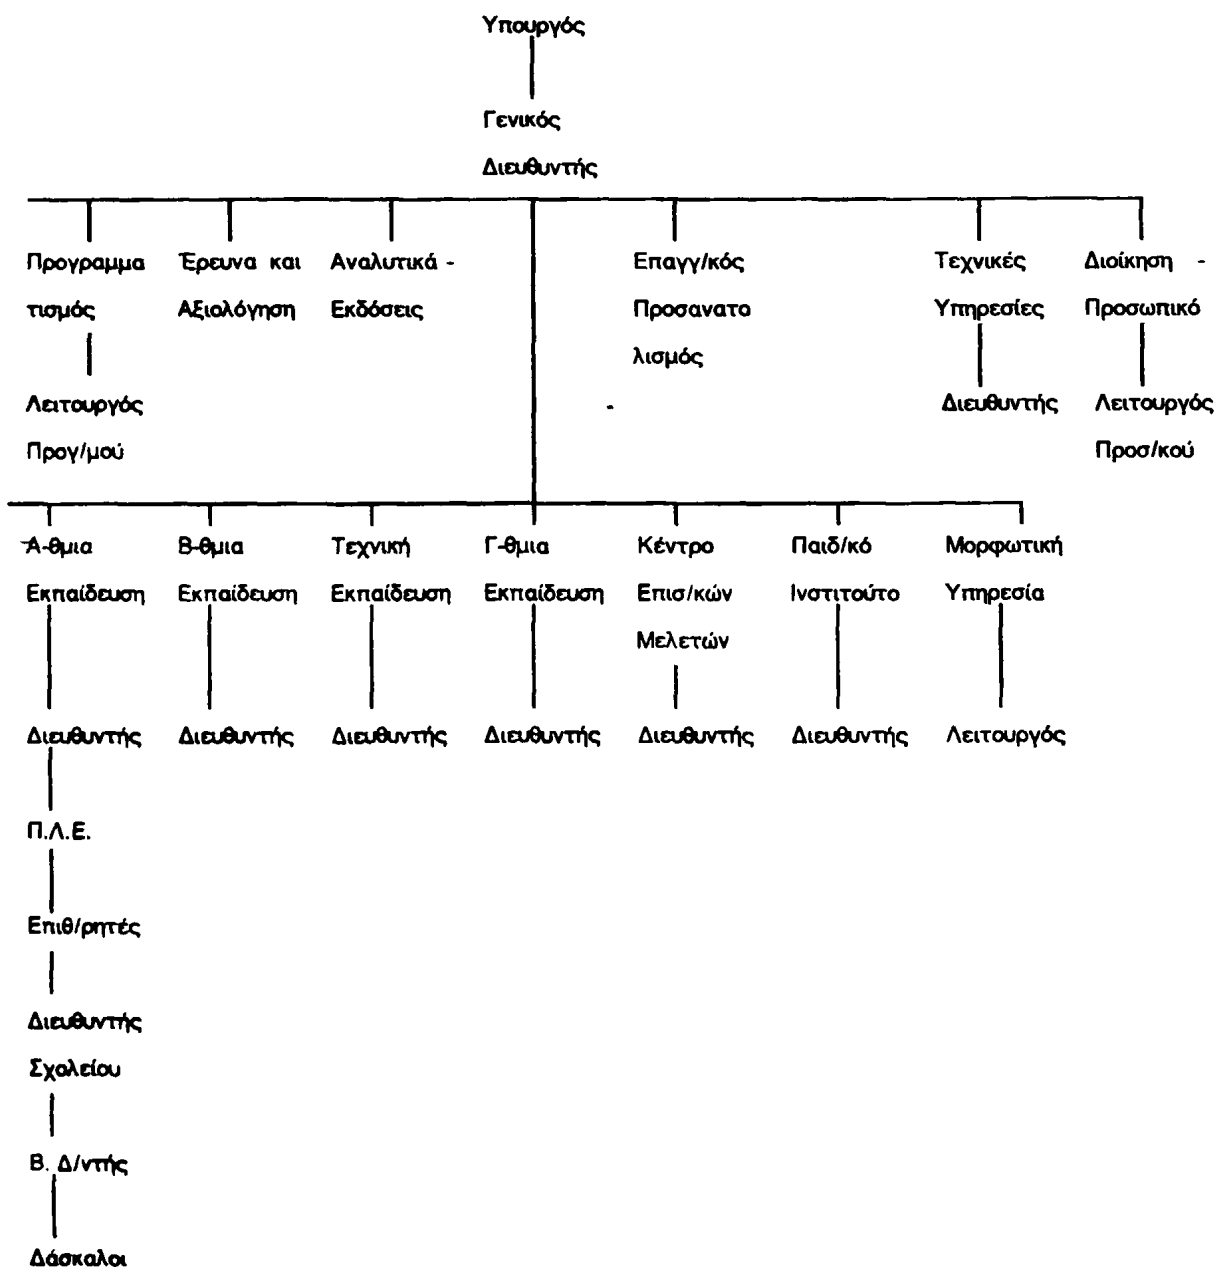 Υπουργός
Γενικός
Διευθυντής
Προγραμμα Έρευνα και Αναλυτικά - Επαγγ/κός Τεχνικές Διοίκηση -
τισμός Αξιολόγηση Εκδόσεις Προσανατο Υπηρεσίες Προσωπικό
λισμός
Λειτουργός Διευθυντής Λειτουργός
Προγ/μού Προσ/κού
Α-θμια Β-θμια Τεχνική Γ-θμια Κέντρο Παιδ/κό Μορφωτική
Εκπαίδευση Εκπαίδευση Εκπαίδευση Εκπαίδευση Επισ/κών Ινστιτούτο Υπηρεσία
Μελετών
Διευθυντής Διευθυντής Διευθυντής Διευθυντής Διευθυντής Διευθυντής Λειτουργός
Π.Λ.Ε.
Επιθ/ρητές
Διευθυντής
Σχολείου
Β. Δ/ντής
Δάσκαλοι